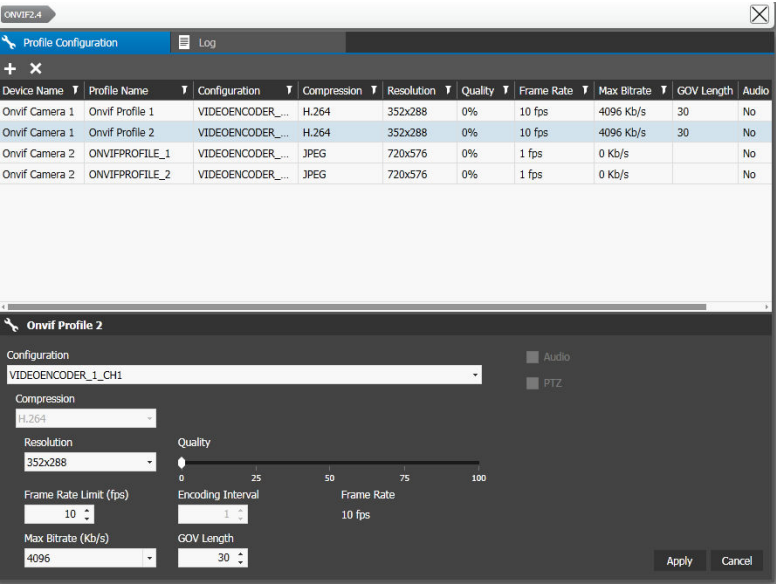 ONVIF2.4
Profile Configuration Log
Device Name Profile Name Configuration Compression Resolution Quality Frame Rate Max Bitrate GOV Length Audio
Onvif Camera 1 Onvif Profile 1 VIDEOENCODER_... H.264 352x288 0% 10 fps 4096 Kb/s 30 No
Onvif Camera 1 Onvif Profile 2 VIDEOENCODER_... H.264 352x288 0% 10 fps 4096 Kb/s 30 No
Onvif Camera 2 ONVIFPROFILE_1 VIDEOENCODER_... JPEG 720x576 0% 1 fps 0 Kb/s No
Onvif Camera 2 ONVIFPROFILE_2 VIDEOENCODER_... JPEG 720x576 0% 1 fps 0 Kb/s No
Onvif Profile 2
Configuration Audio
VIDEOENCODER_1_CH1
PTZ
Compression
H.264
Resolution Quality
352x288
0 25 50 75 100
Frame Rate Limit (fps) Encoding Interval Frame Rate
10 1 10 fps
Max Bitrate (Kb/s) GOV Length
4096 30 Apply Cancel